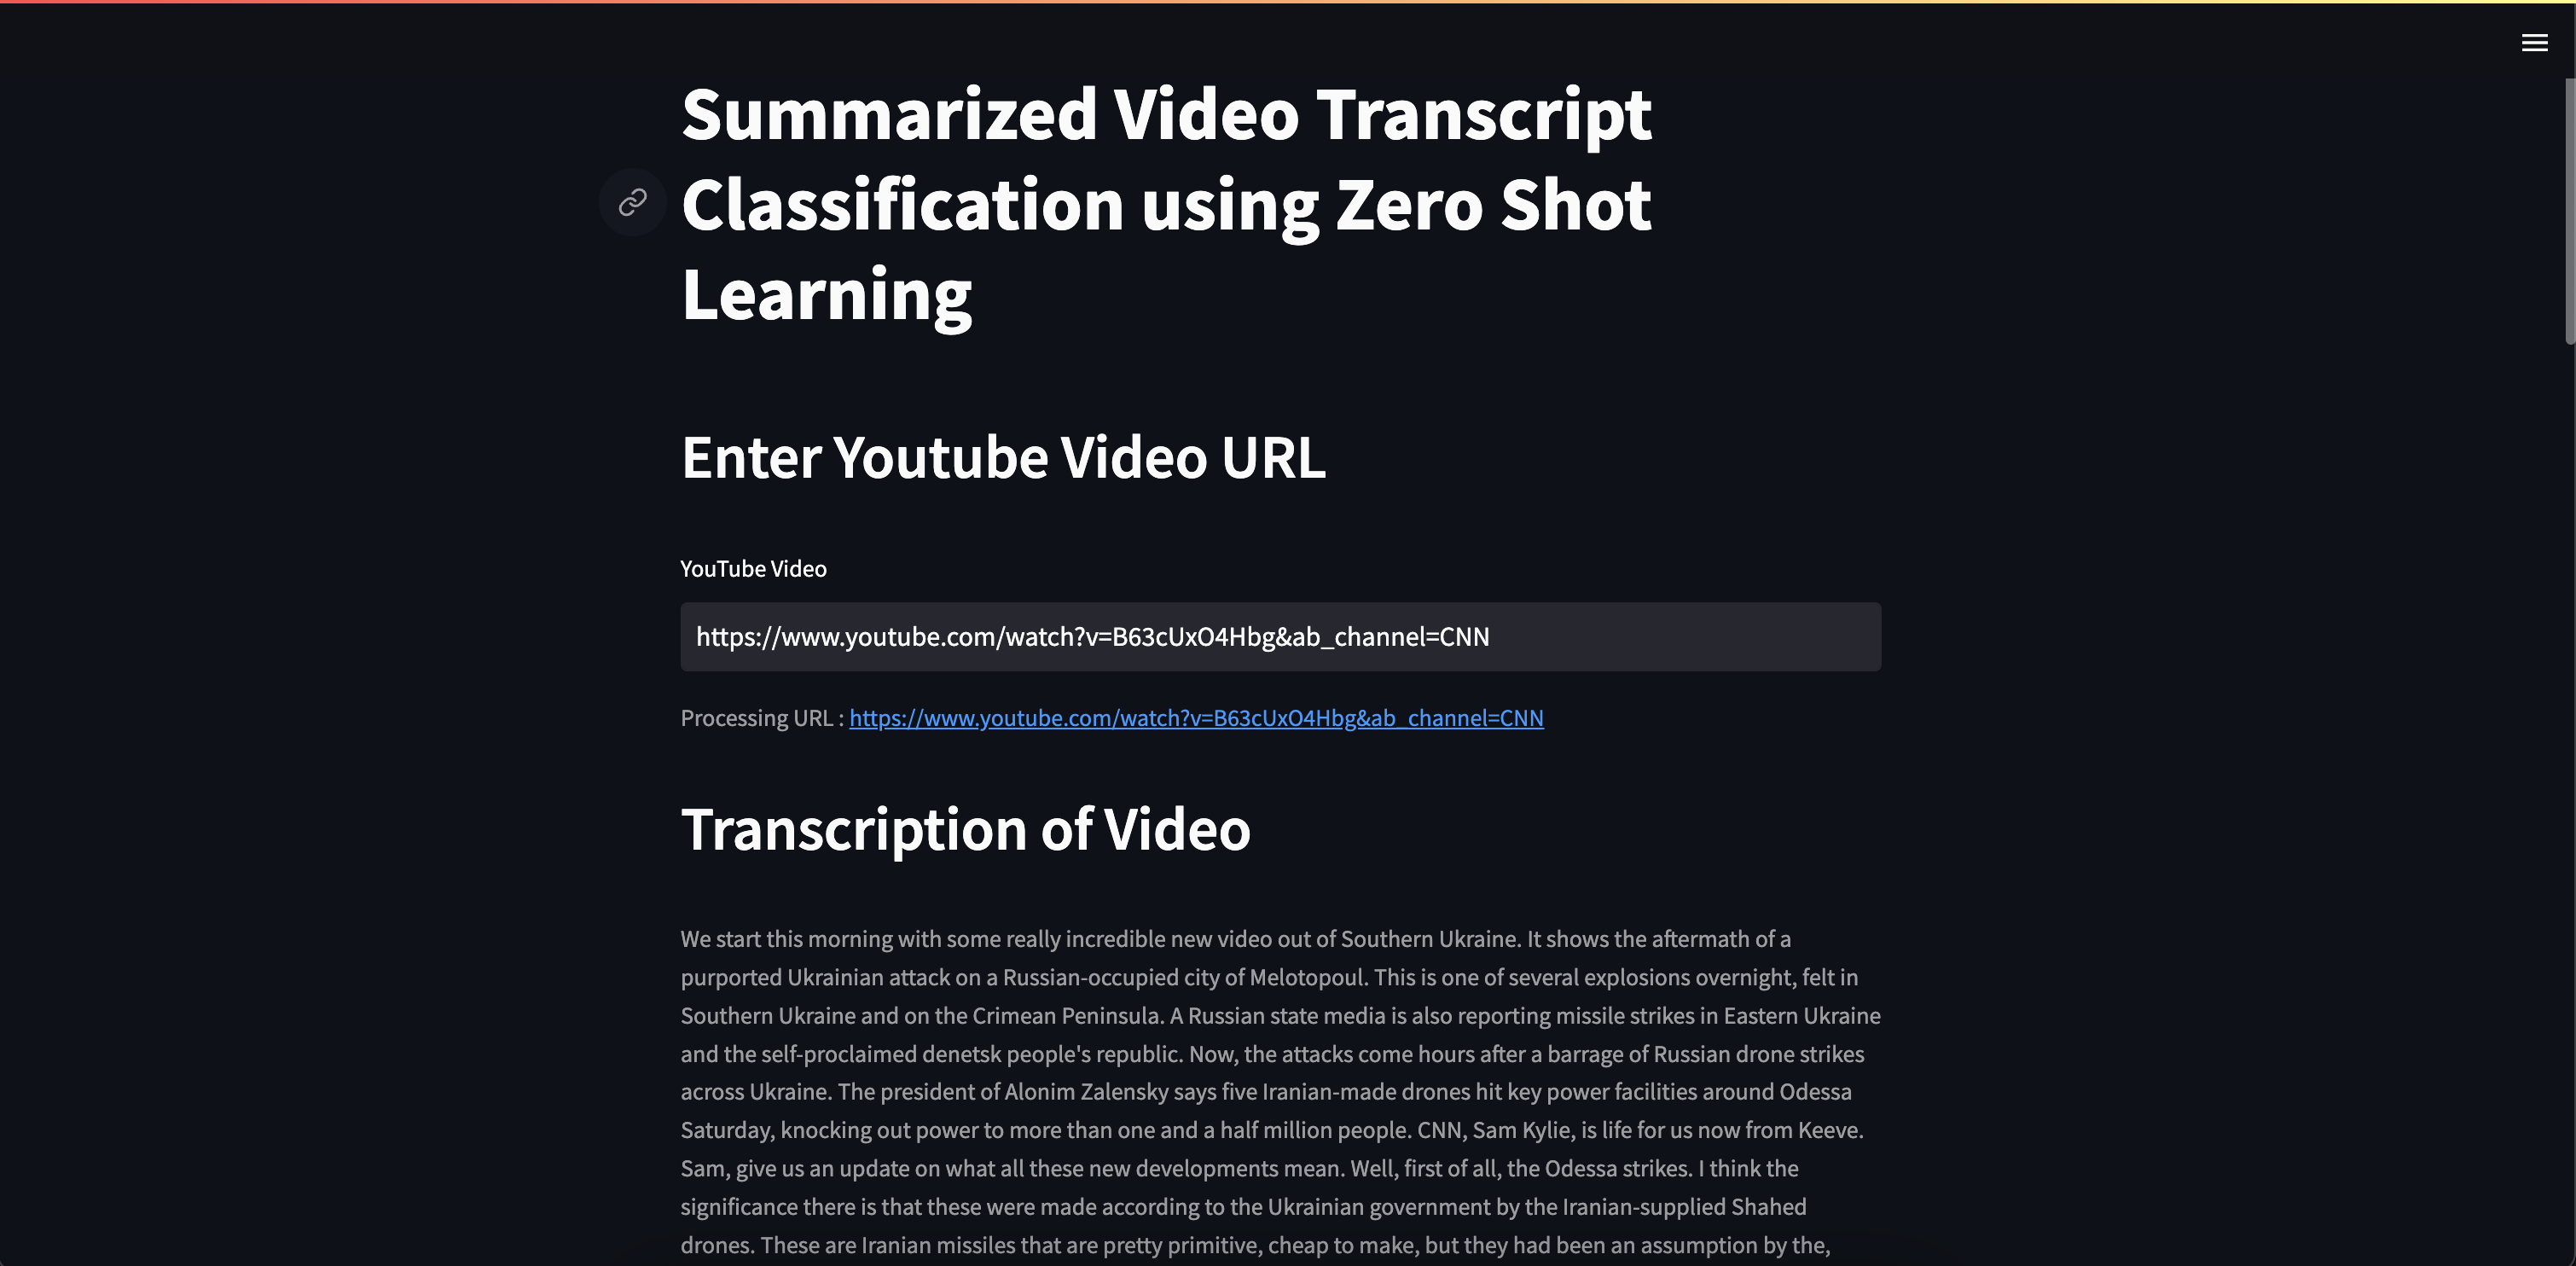 Summarized Video Transcript
Classification using Zero Shot
Learning
Enter Youtube Video URL
YouTube Video
https://www.youtube.com/watch?v=B63cUxO4Hbg&ab_channel=CNN
Processing URL : https://www.youtube.com/watch?v=B63cUxO4Hbg&ab_channel=CNN
Transcription of Video
We start this morning with some really incredible new video out of Southern Ukraine. It shows the aftermath of a
purported Ukrainian attack on a Russian-occupied city of Melotopoul. This is one of several explosions overnight, felt in
Southern Ukraine and on the Crimean Peninsula. A Russian state media is also reporting missile strikes in Eastern Ukraine
and the self-proclaimed denetsk people's republic. Now, the attacks come hours after a barrage of Russian drone strikes
across Ukraine. The president of Alonim Zalensky says five Iranian-made drones hit key power facilities around Odessa
Saturday, knocking out power to more than one and a half million people. CNN, Sam Kylie, is life for us now from Keeve.
Sam, give us an update on what all these new developments mean. Well, first of all, the Odessa strikes. I think the
significance there is that these were made according to the Ukrainian government by the Iranian-supplied Shahed
drones. These are Iranian missiles that are pretty primitive, cheap to make, but they had been an assumption by the,